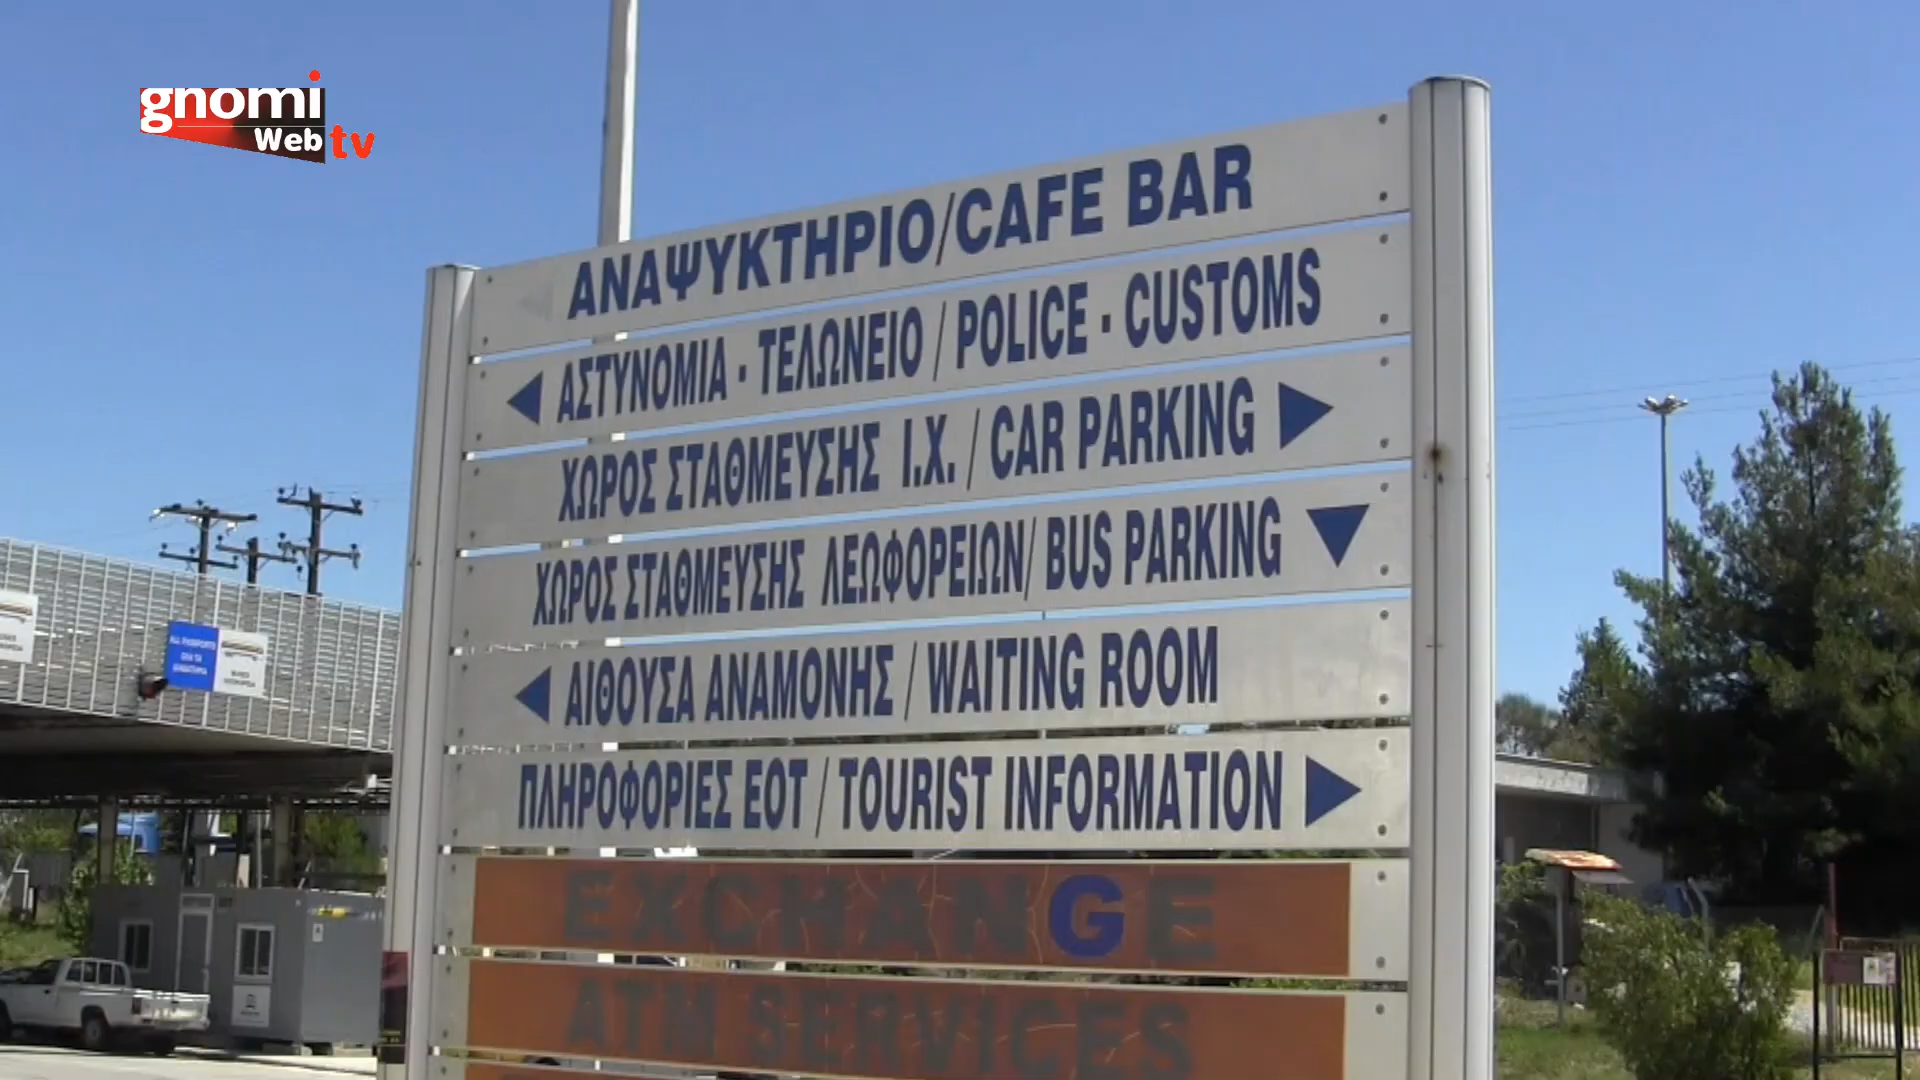 gnomi
Web tv
ΑΝΑΨΥΚΤΗΡΙΟ/CAFE BAR
ΑΣΤΥΝΟΜΙΑ - ΤΕΛΩΝΕΙΟ / POLICE - CUSTOMS
ΧΩΡΟΣ ΣΤΑΘΜΕΥΣΗΣ Ι.Χ. / CAR PARKING
ΧΩΡΟΣ ΣΤΑΘΜΕΥΣΗΣ ΛΕΩΦΟΡΕΙΩΝ/ BUS PARKING
ΑΙΘΟΥΣΑ ΑΝΑΜΟΝΗΣ / WAITING ROOM
ΠΛΗΡΟΦΟΡΙΕΣ ΕΟΤ / TOURIST INFORMATION
EXCHANGE
ATM SERVICES